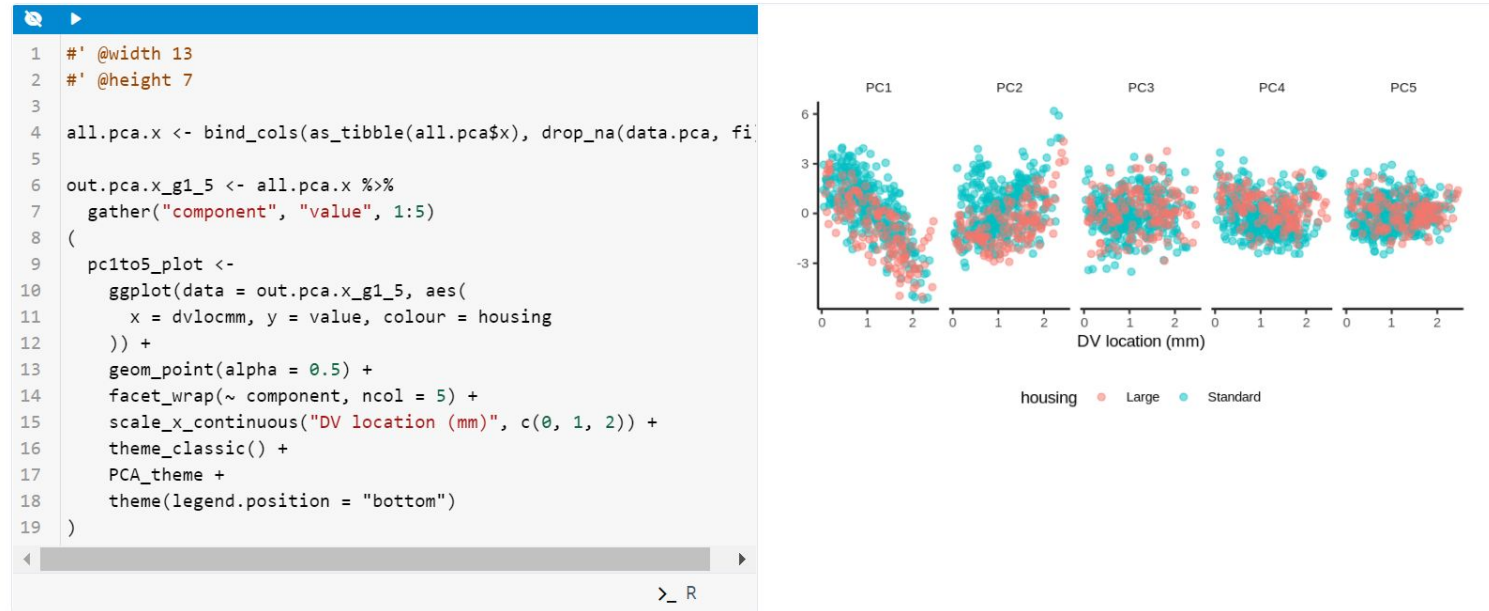 1 #' @width 13
2 #' @height 7
3
4 all.pca.x <- bind_cols(as_tibble(all.pca$x), drop_na(data.pca, fi
5
6 out.pca.x_g1_5 <- all.pca.x %>%
7 gather("component", "value", 1:5)
8 (
9 pc1to5_plot <-
10 ggplot(data = out.pca.x_g1_5, aes(
11 x = dvlocmm, y = value, colour = housing
12 )) +
13 geom_point(alpha = 0.5) +
14 facet_wrap(~ component, ncol = 5) +
15 scale_x_continuous("DV location (mm)", c(0, 1, 2)) +
16 theme_classic() +
17 PCA_theme +
18 theme(legend.position = "bottom")
19 )
>_ R
PC1 PC2 PC3 PC4 PC5
6
3
0
-3
0 1 2 0 1 2 0 1 2 0 1 2 0 1 2
DV location (mm)
housing Large Standard